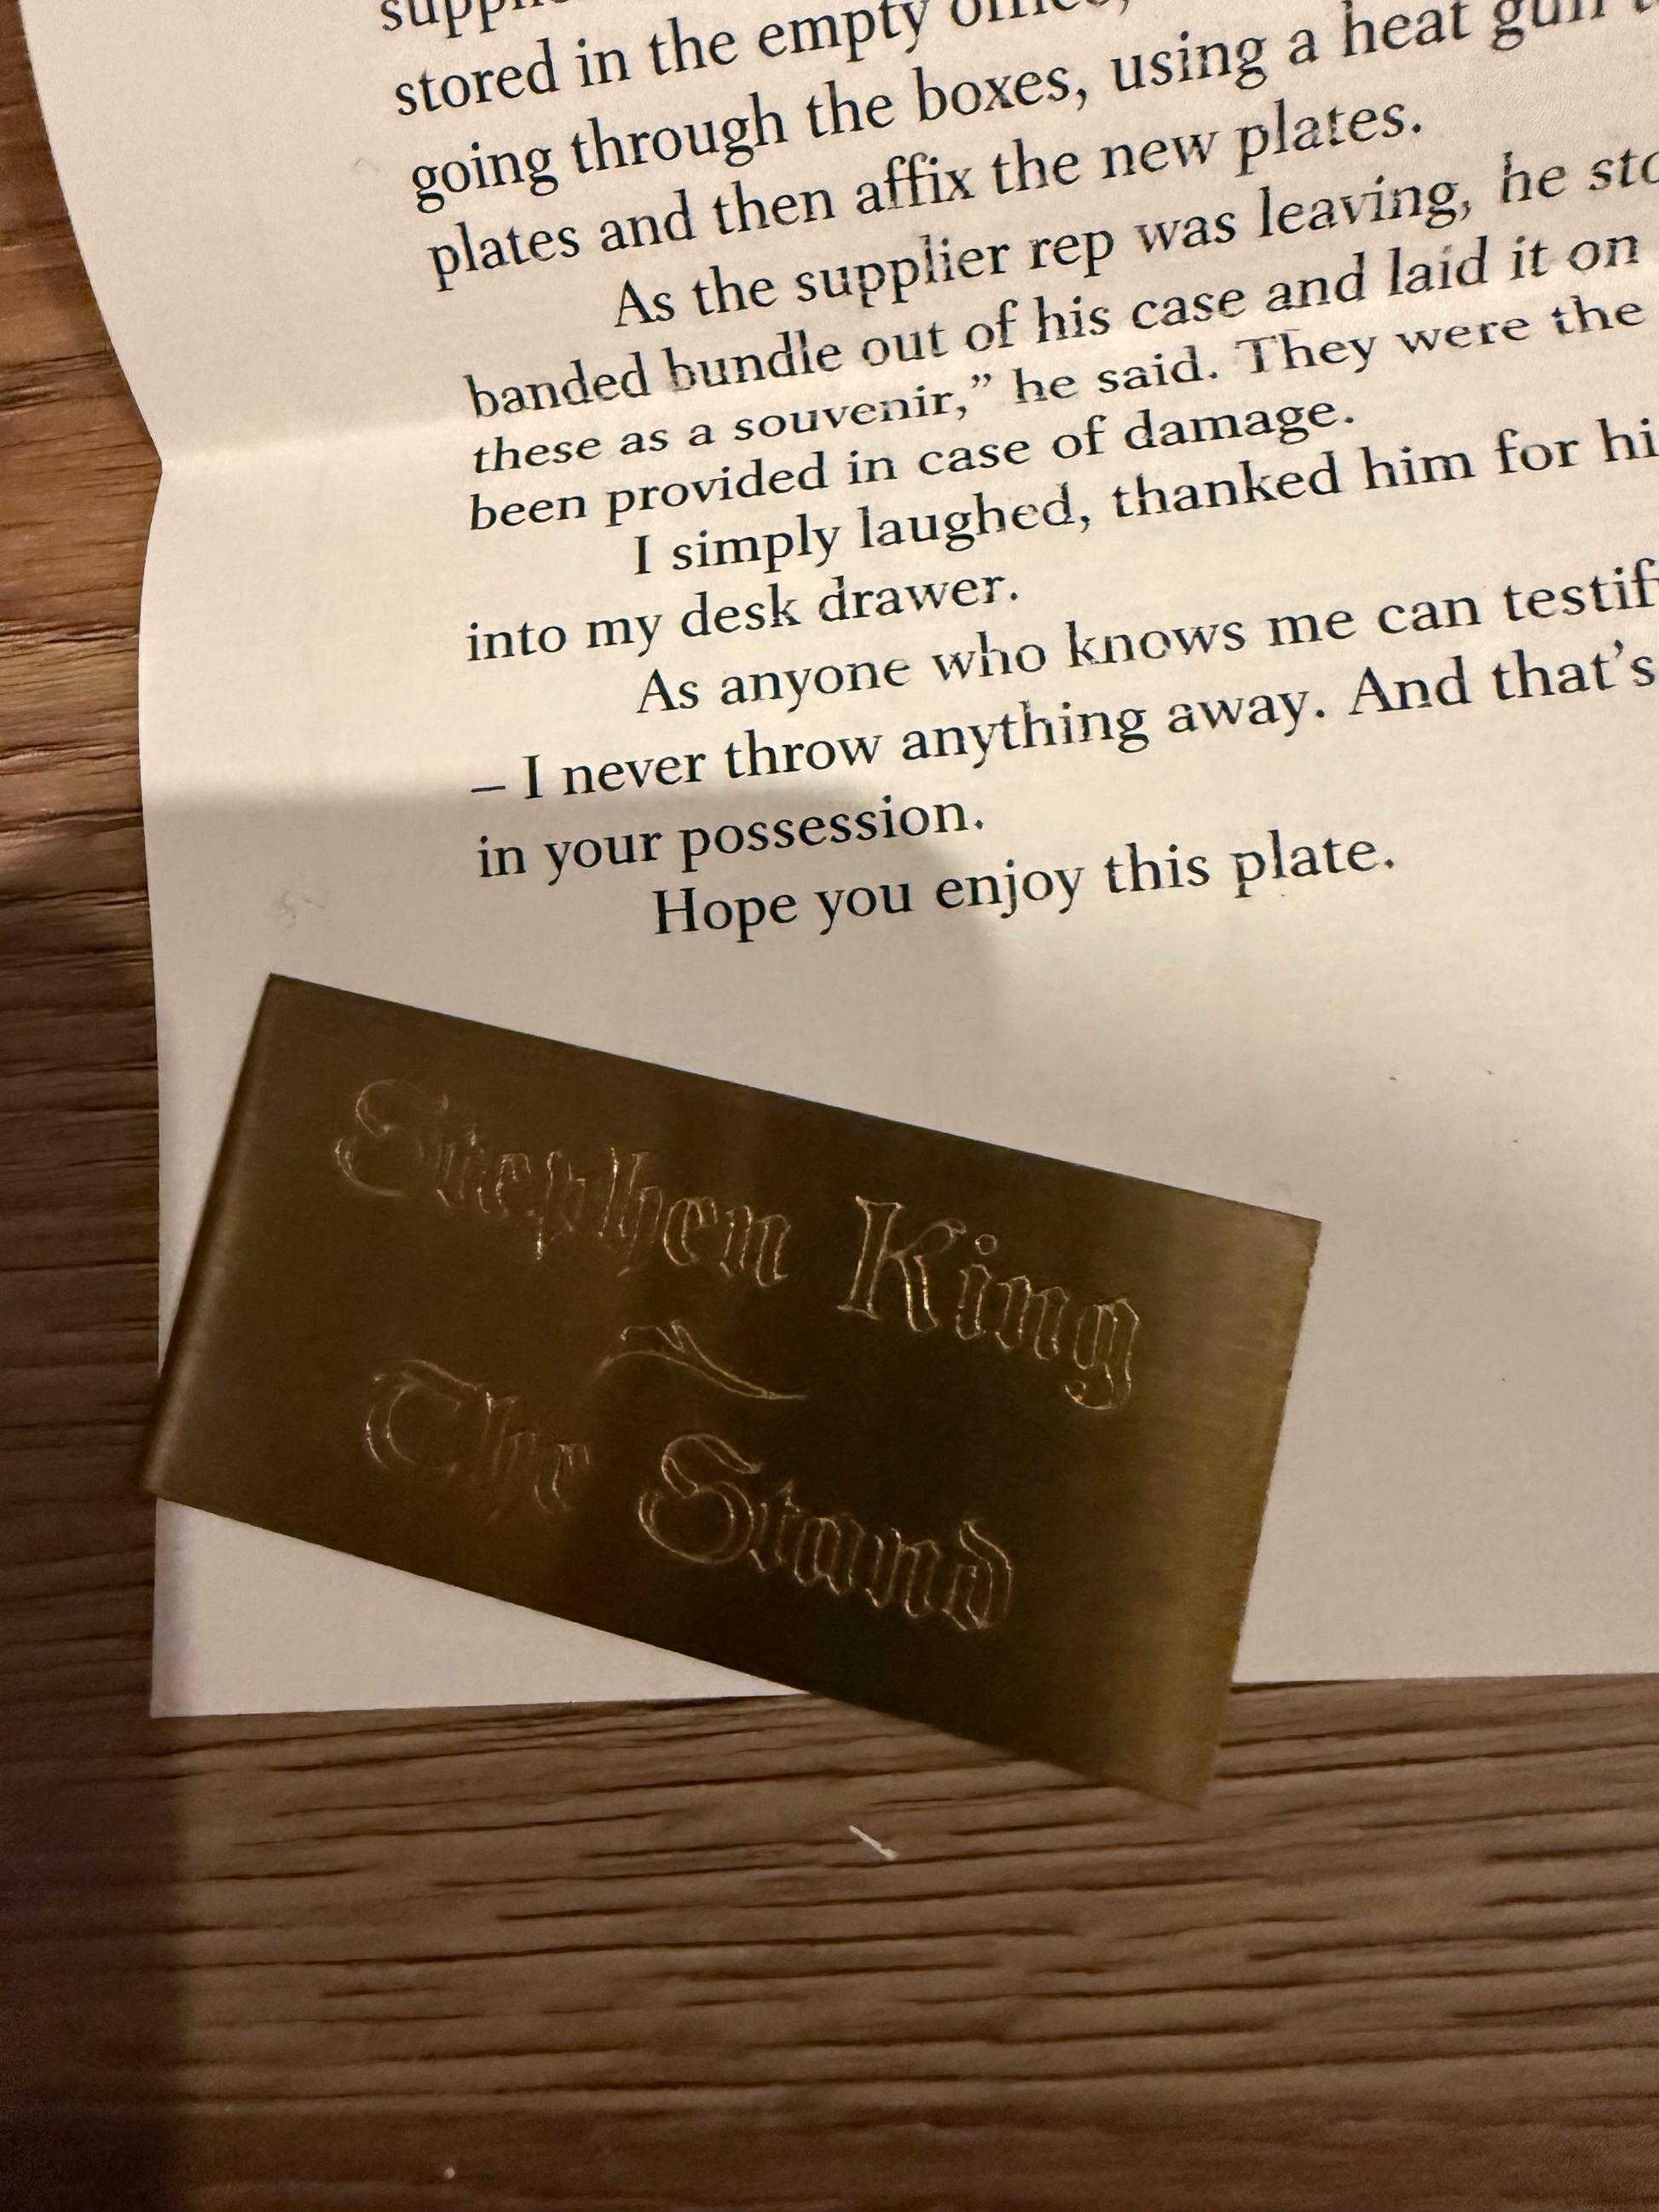 stored in the empty
going through the boxes, using a heat gun
plates and then affix the new plates.
As the supplier rep was leaving, he
banded bundle out of his case and laid it on
these as a souvenir,” he said. They were the
been provided in case of damage.
I simply laughed, thanked him for
into my desk drawer.
As anyone who knows me can
– I never throw anything away. And that’s
in your possession.
Hope you enjoy this plate.
Stephen King
The Stand